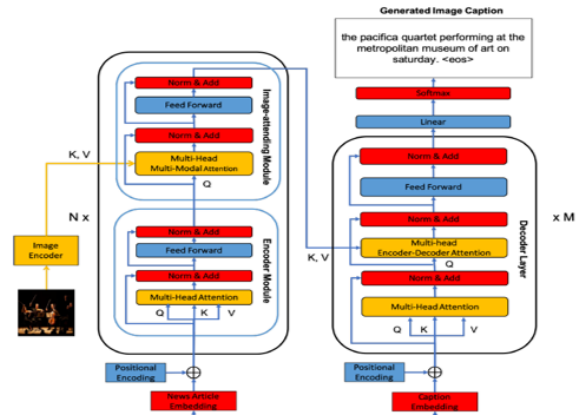 Generated Image Caption
the pacifica quartet performing at the
metropolitan museum of art on
saturday. <eos>
Softmax
Linear
Norm & Add
Feed Forward
Norm & Add
Multi-Head
Multi-Modal Attention
Image-attending Module
K, V
Q
N x
Norm & Add
Feed Forward
Norm & Add
Multi-Head Attention
Encoder Module
Q
K
V
Image
Encoder
Positional
Encoding
News Article
Embedding
Norm & Add
Feed Forward
Norm & Add
Multi-head
Encoder-Decoder Attention
K, V
Q
Norm & Add
Multi-Head Attention
Decoder Layer
Q
K
V
x M
Positional
Encoding
Caption
Embedding